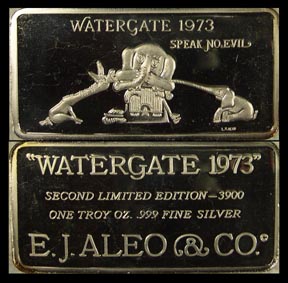 WATERGATE 1973
SPEAK NO EVIL
"WATERGATE 1973"
SECOND LIMITED EDITION–3900
ONE TROY OZ. .999 FINE SILVER
E.J. ALEO & CO.©